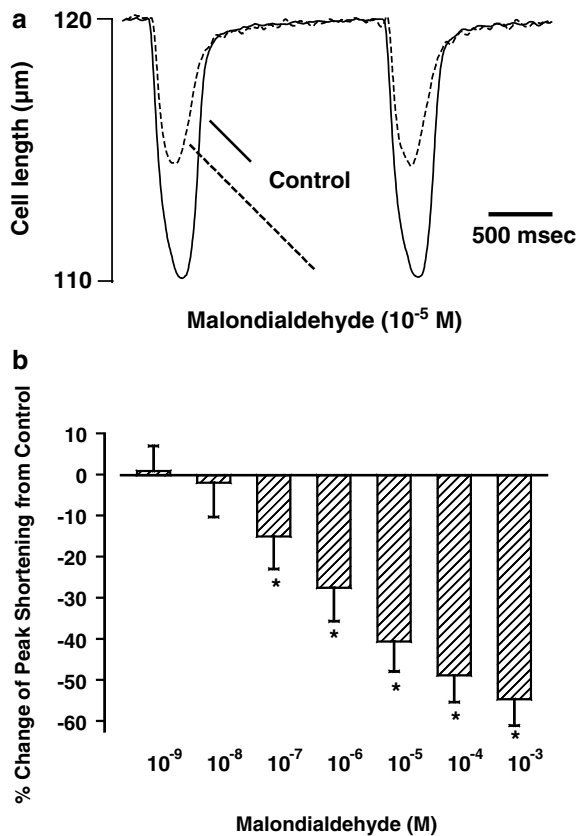 a
120
110
Cell length (µm)
Control
500 msec
Malondialdehyde (10⁻⁵ M)
b
% Change of Peak Shortening from Control
10
0
-10
-20
-30
-40
-50
-60
* * * * *
10⁻⁹ 10⁻⁸ 10⁻⁷ 10⁻⁶ 10⁻⁵ 10⁻⁴ 10⁻³
Malondialdehyde (M)